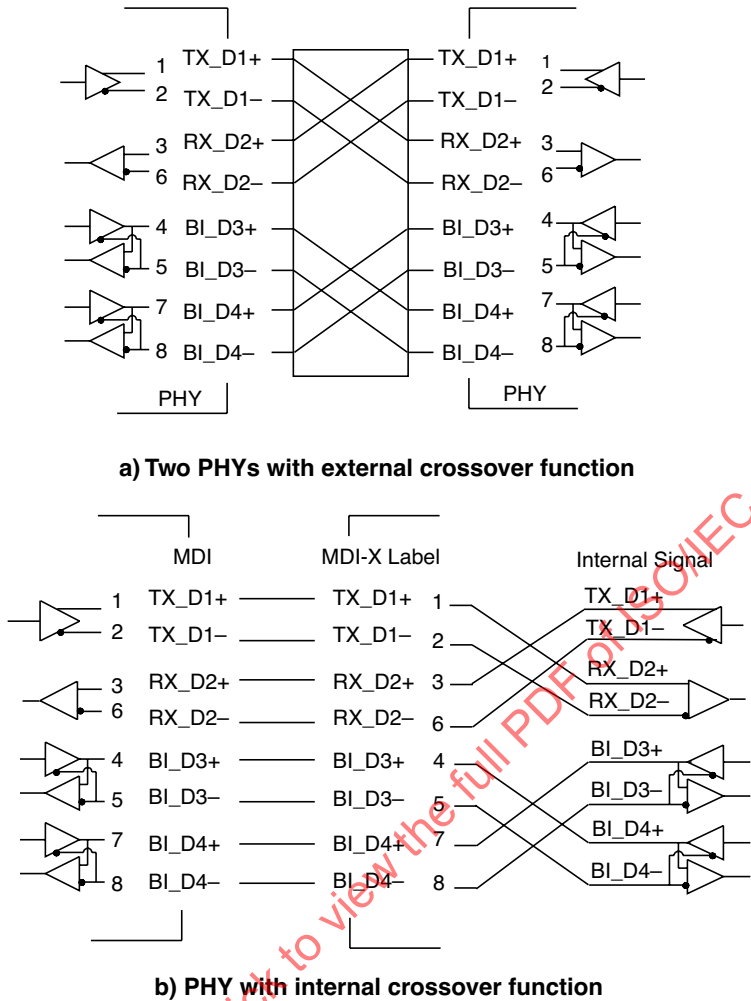 1 TX_D1+ TX_D1+ 1
2 TX_D1– TX_D1– 2
3 RX_D2+ RX_D2+ 3
6 RX_D2– RX_D2– 6
4 BI_D3+ BI_D3+ 4
5 BI_D3– BI_D3– 5
7 BI_D4+ BI_D4+ 7
8 BI_D4– BI_D4– 8
PHY PHY
a) Two PHYs with external crossover function
MDI MDI-X Label Internal Signal
1 TX_D1+ TX_D1+ 1 TX_D1+
2 TX_D1– TX_D1– 2 TX_D1–
3 RX_D2+ RX_D2+ 3 RX_D2+
6 RX_D2– RX_D2– 6 RX_D2–
4 BI_D3+ BI_D3+ 4 BI_D3+
5 BI_D3– BI_D3– 5 BI_D3–
7 BI_D4+ BI_D4+ 7 BI_D4+
8 BI_D4– BI_D4– 8 BI_D4–
b) PHY with internal crossover function
to view the full PDF of ISO/IEC